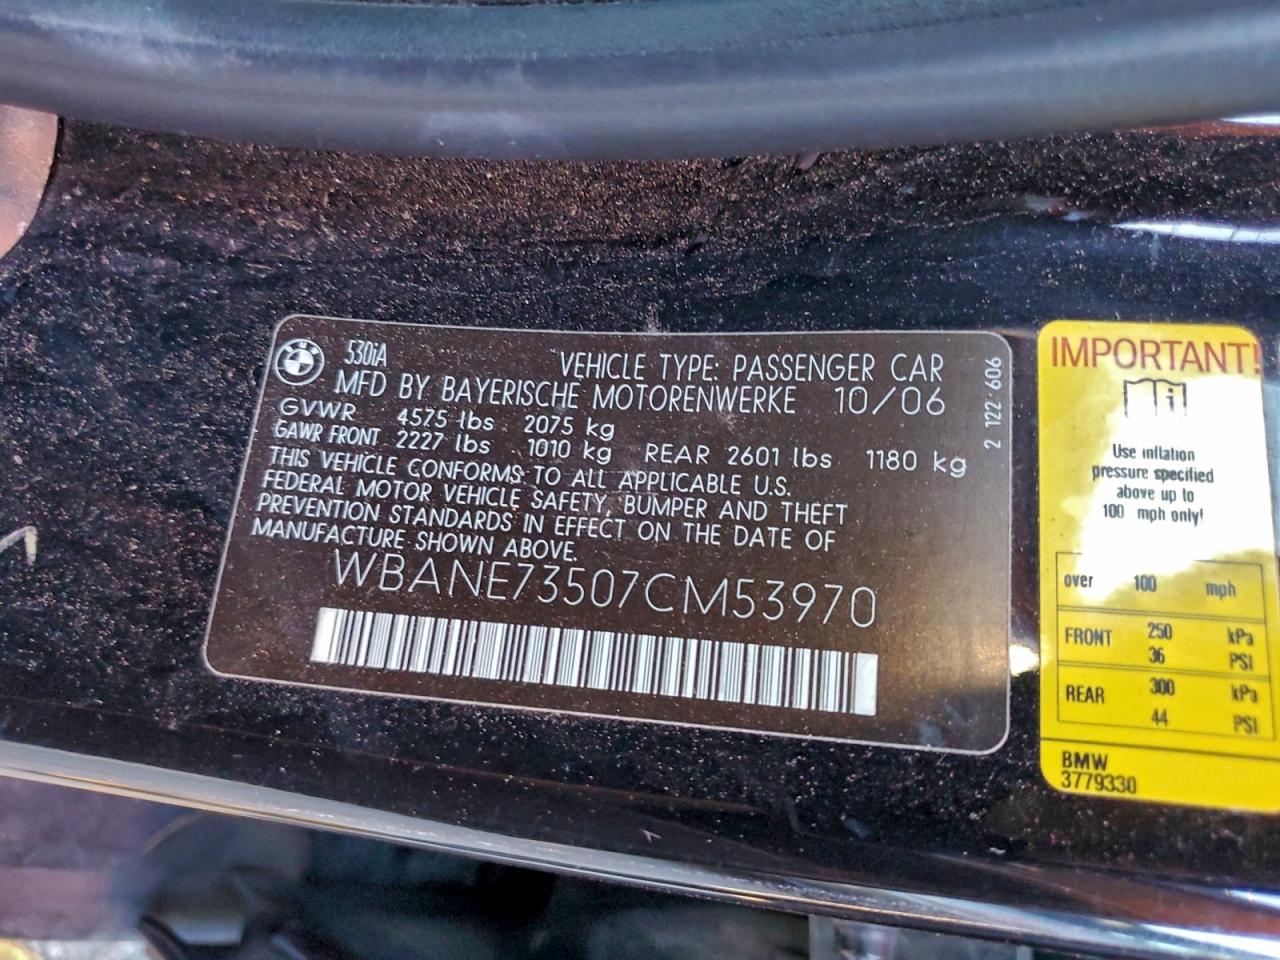 530iA
VEHICLE TYPE: PASSENGER CAR
MFD BY BAYERISCHE MOTORENWERKE 10/06
GVWR 4575 lbs 2075 kg
GAWR FRONT 2227 lbs 1010 kg REAR 2601 lbs 1180 kg
THIS VEHICLE CONFORMS TO ALL APPLICABLE U.S.
FEDERAL MOTOR VEHICLE SAFETY, BUMPER AND THEFT
PREVENTION STANDARDS IN EFFECT ON THE DATE OF
MANUFACTURE SHOWN ABOVE.
WBANE73507CM53970
2 122 606
IMPORTANT!
Use inflation
pressure specified
above up to
100 mph only!
over 100 mph
FRONT 250 kPa
36 PSI
REAR 300 kPa
44 PSI
BMW
3779330